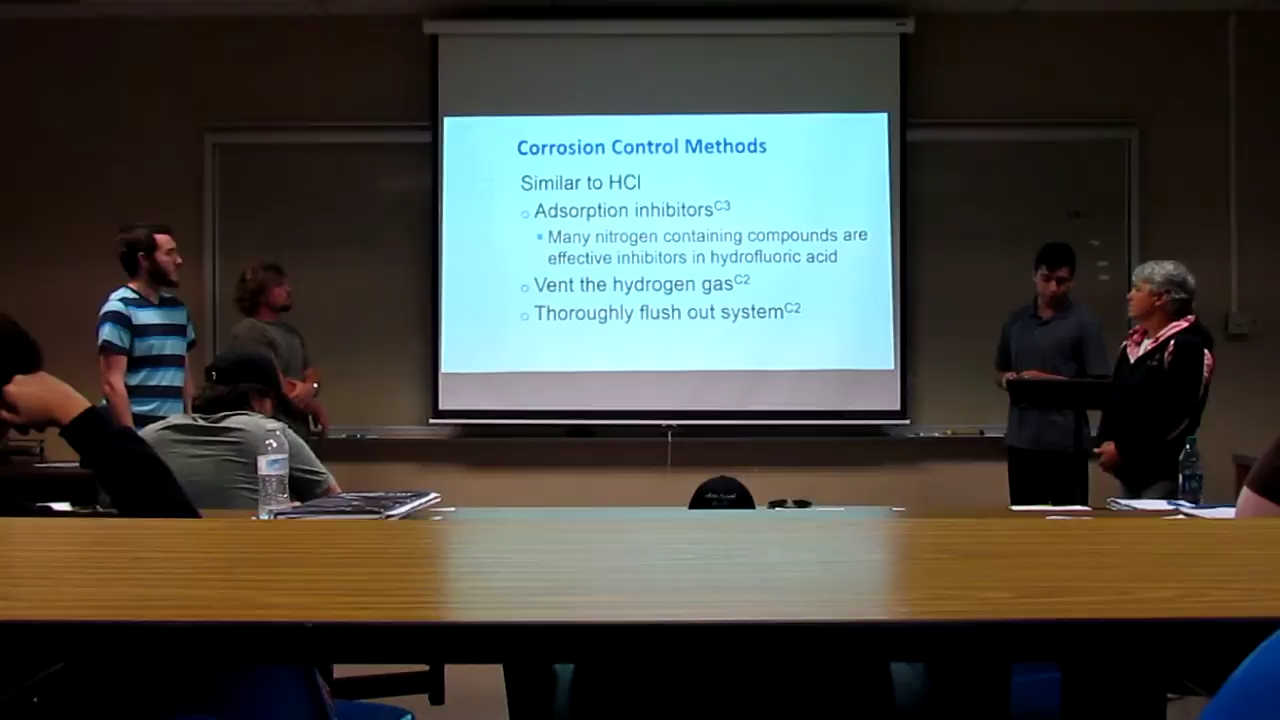 Corrosion Control Methods
Similar to HCl
○ Adsorption inhibitorsC3
▪ Many nitrogen containing compounds are
effective inhibitors in hydrofluoric acid
○ Vent the hydrogen gasC2
○ Thoroughly flush out systemC2